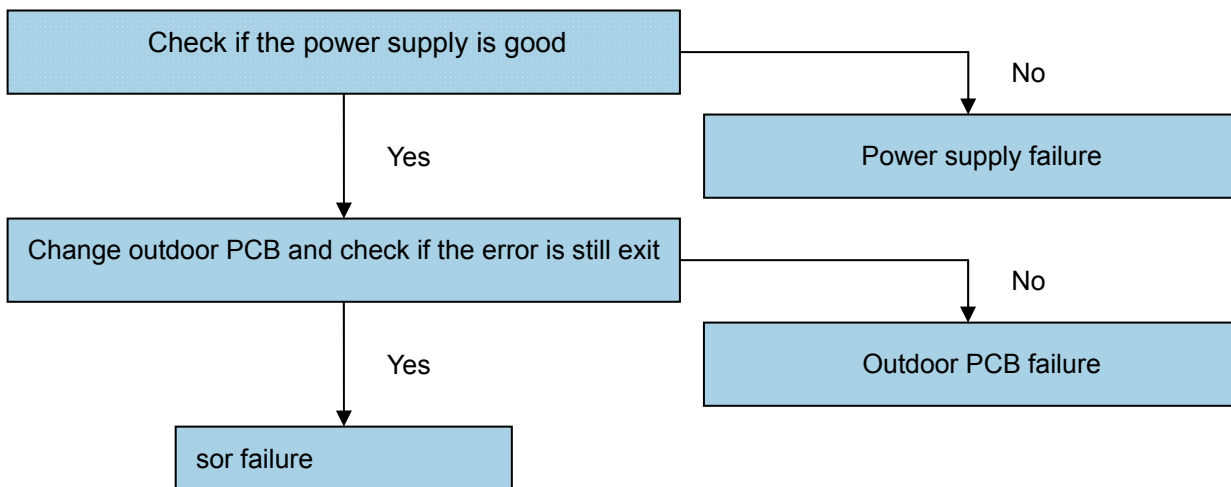 Check if the power supply is good
No
Yes
Power supply failure
Change outdoor PCB and check if the error is still exit
No
Yes
Outdoor PCB failure
sor failure